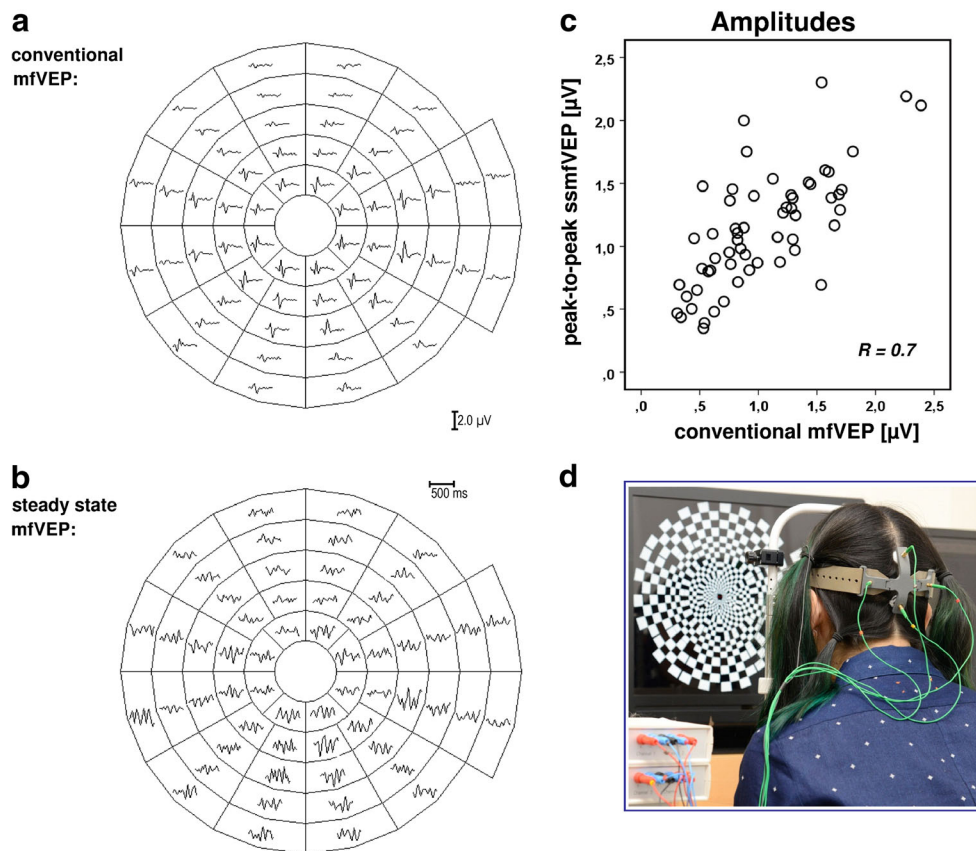 a
conventional
mfVEP:
2.0 µV
b
steady state
mfVEP:
500 ms
c
Amplitudes
peak-to-peak ssmfVEP [µV]
2,5
2,0
1,5
1,0
,5
,0
R = 0.7
,0
,5
1,0
1,5
2,0
2,5
conventional mfVEP [µV]
d